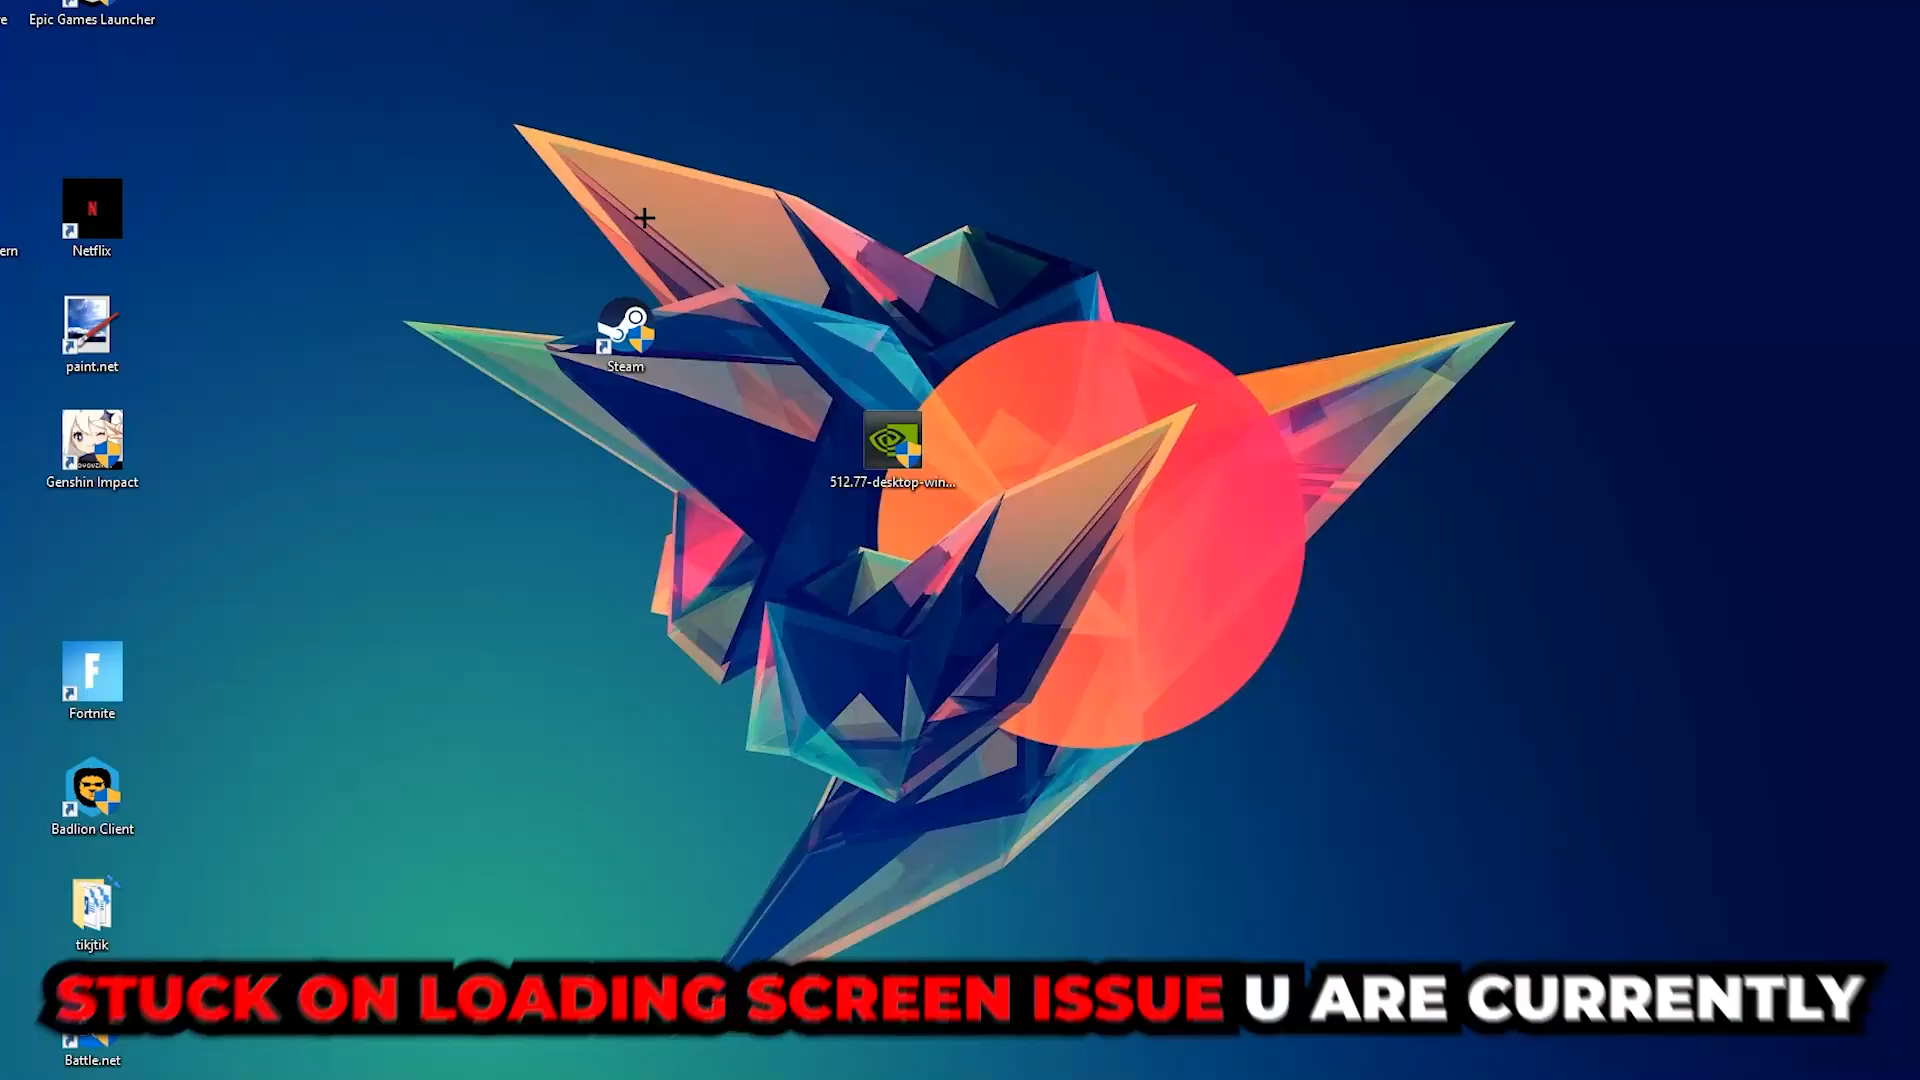 Epic Games Launcher
Netflix
ern
paint.net
Steam
Genshin Impact
512.77-desktop-win...
Fortnite
Badlion Client
tikjtik
STUCK ON LOADING SCREEN ISSUE U ARE CURRENTLY
Battle.net